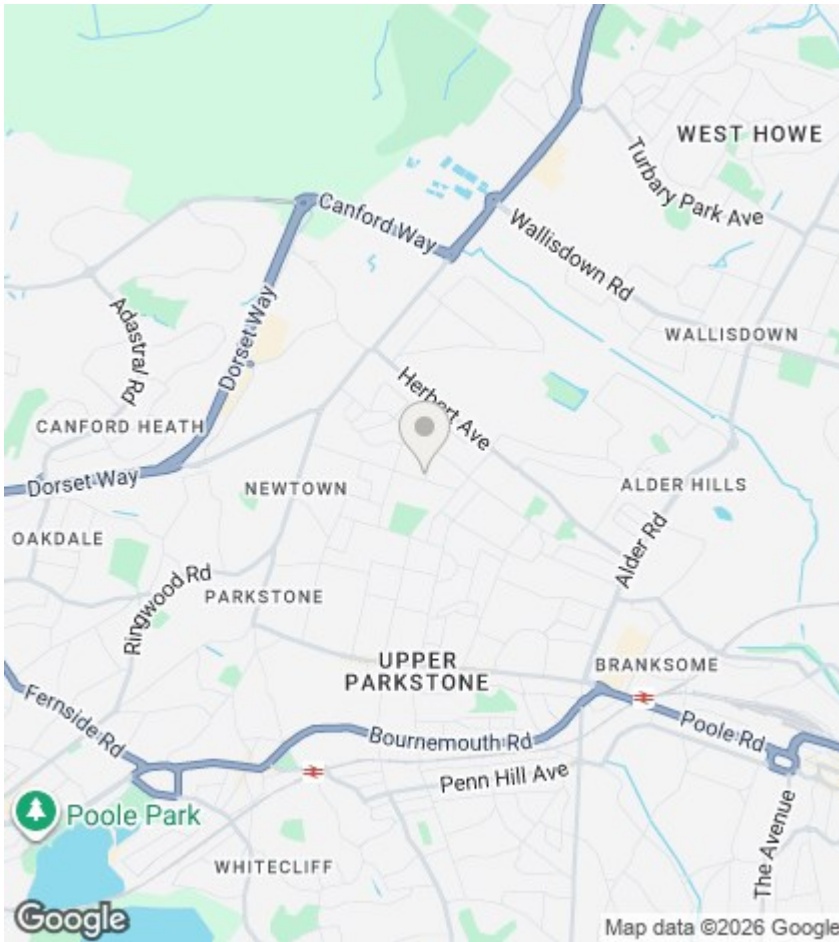 WEST HOWE
Turbary Park Ave
Canford Way
Wallisdown Rd
WALLISDOWN
Adastral Rd
Dorset Way
Herbert Ave
CANFORD HEATH
Dorset Way
NEWTOWN
ALDER HILLS
OAKDALE
Alder Rd
Ringwood Rd
PARKSTONE
UPPER
PARKSTONE
BRANKSOME
Fernside Rd
Bournemouth Rd
Poole Rd
Penn Hill Ave
Poole Park
The Avenue
WHITECLIFF
Google
Map data ©2026 Google